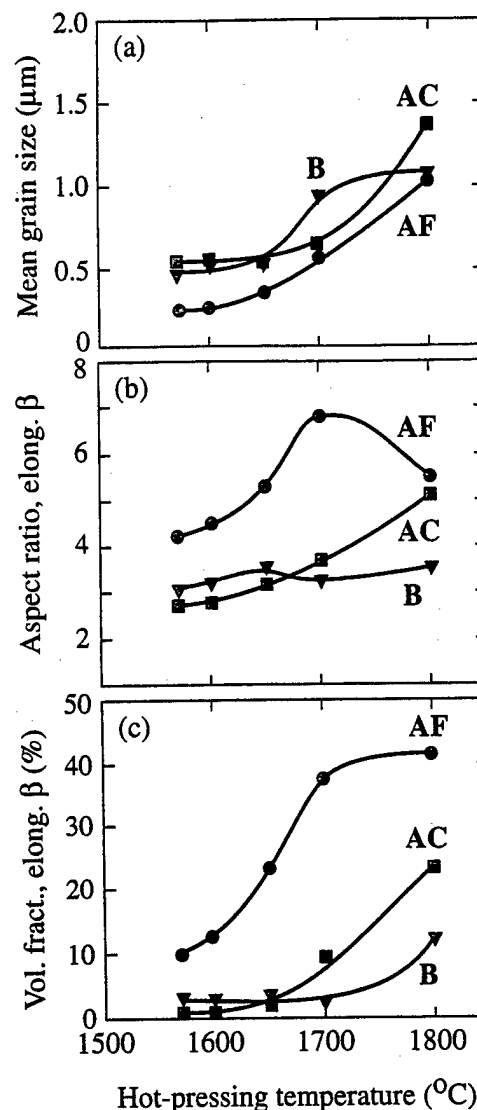 (a)
2.0
1.5
1.0
0.5
0
Mean grain size (μm)
AC
B
AF
(b)
8
6
4
2
Aspect ratio, elong. β
AF
AC
B
(c)
50
40
30
20
10
0
Vol. fract., elong. β (%)
AF
AC
B
1500 1600 1700 1800
Hot-pressing temperature (°C)